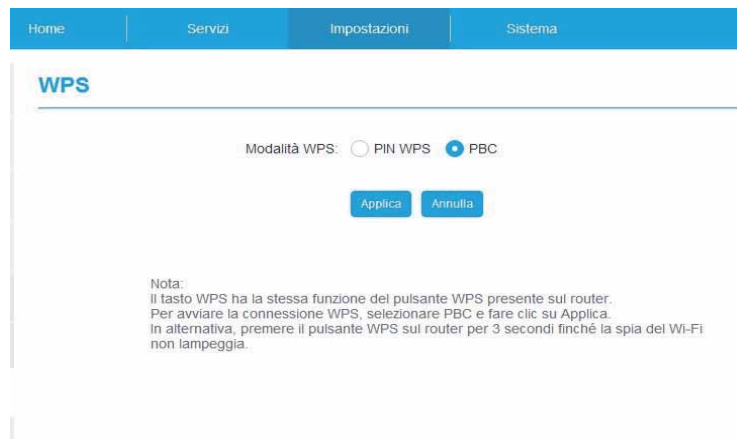 Home Servizi Impostazioni Sistema
WPS
Modalità WPS: PIN WPS PBC
Applica Annulla
Nota:
Il tasto WPS ha la stessa funzione del pulsante WPS presente sul router.
Per avviare la connessione WPS, selezionare PBC e fare clic su Applica.
In alternativa, premere il pulsante WPS sul router per 3 secondi finché la spia del Wi-Fi
non lampeggia.